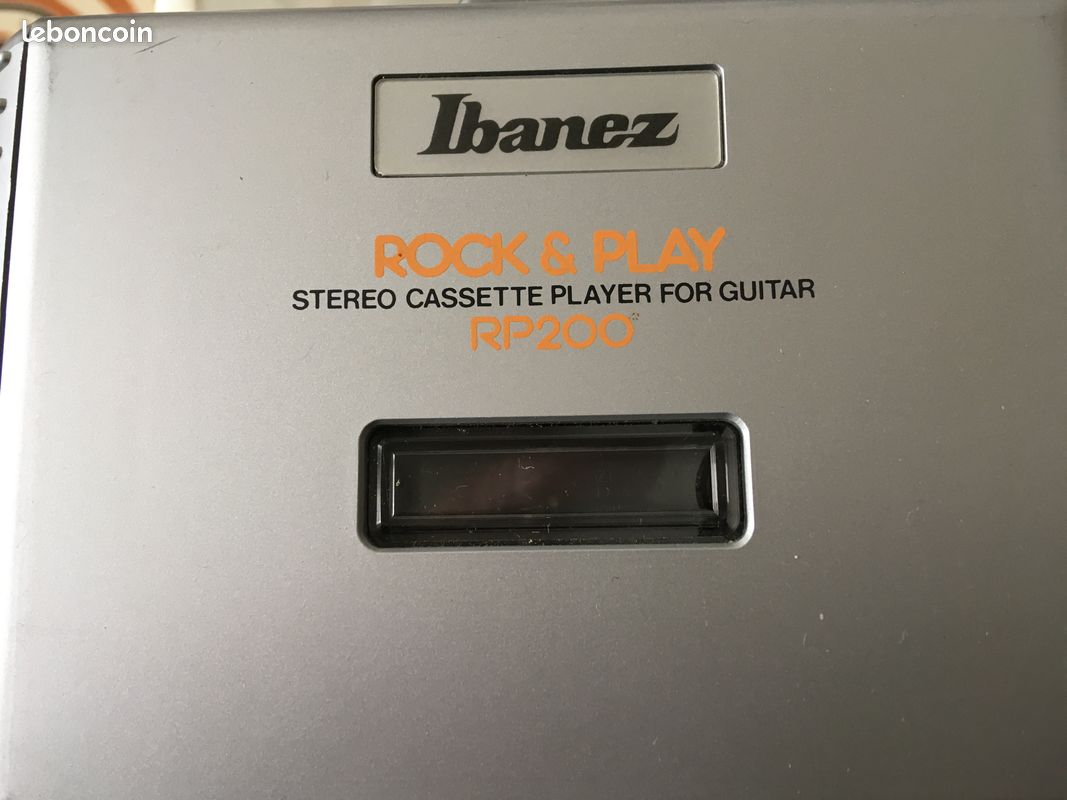 leboncoin
Ibanez
ROCK & PLAY
STEREO CASSETTE PLAYER FOR GUITAR
RP200